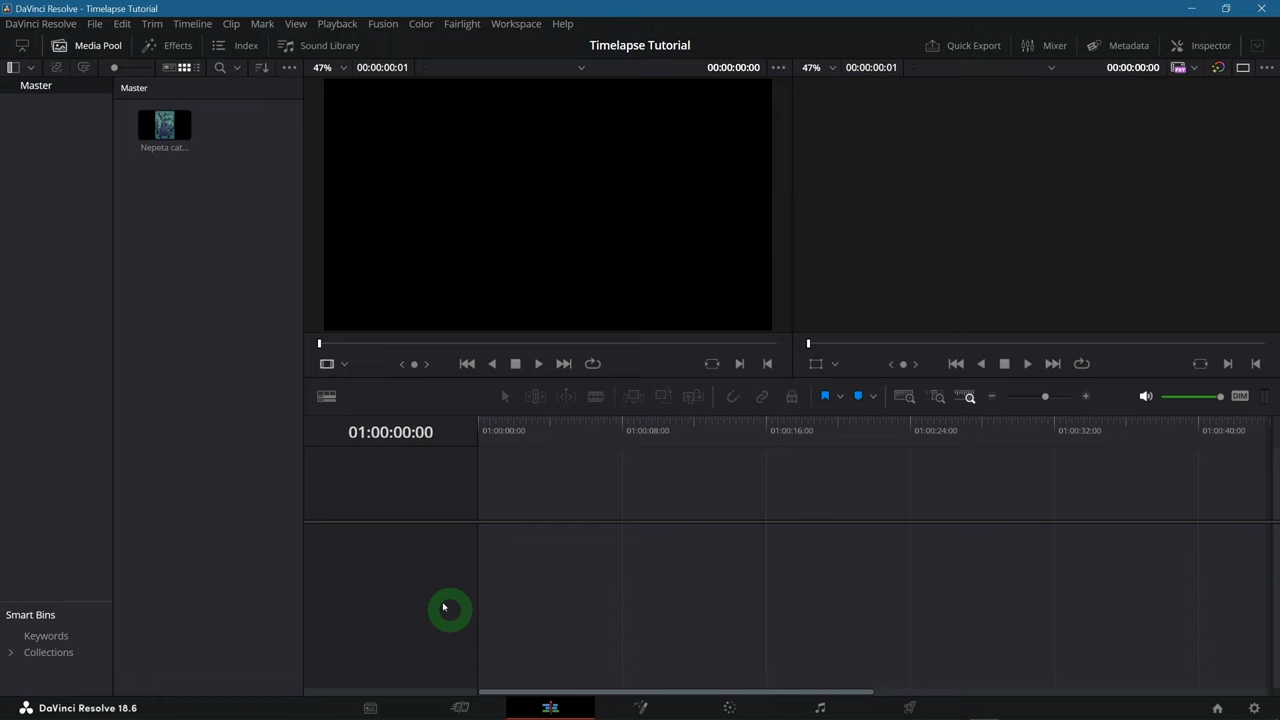 DaVinci Resolve - Timelapse Tutorial
DaVinci Resolve File Edit Trim Timeline Clip Mark View Playback Fusion Color Fairlight Workspace Help
Media Pool Effects Index Sound Library Timelapse Tutorial Quick Export Mixer Metadata Inspector
47% 00:00:00:01 00:00:00:00 47% 00:00:00:01 00:00:00:00
Master
Master
Nepeta cat...
DIM
01:00:00:00
01:00:00:00 01:00:08:00 01:00:16:00 01:00:24:00 01:00:32:00 01:00:40:00
Smart Bins
Keywords
Collections
DaVinci Resolve 18.6